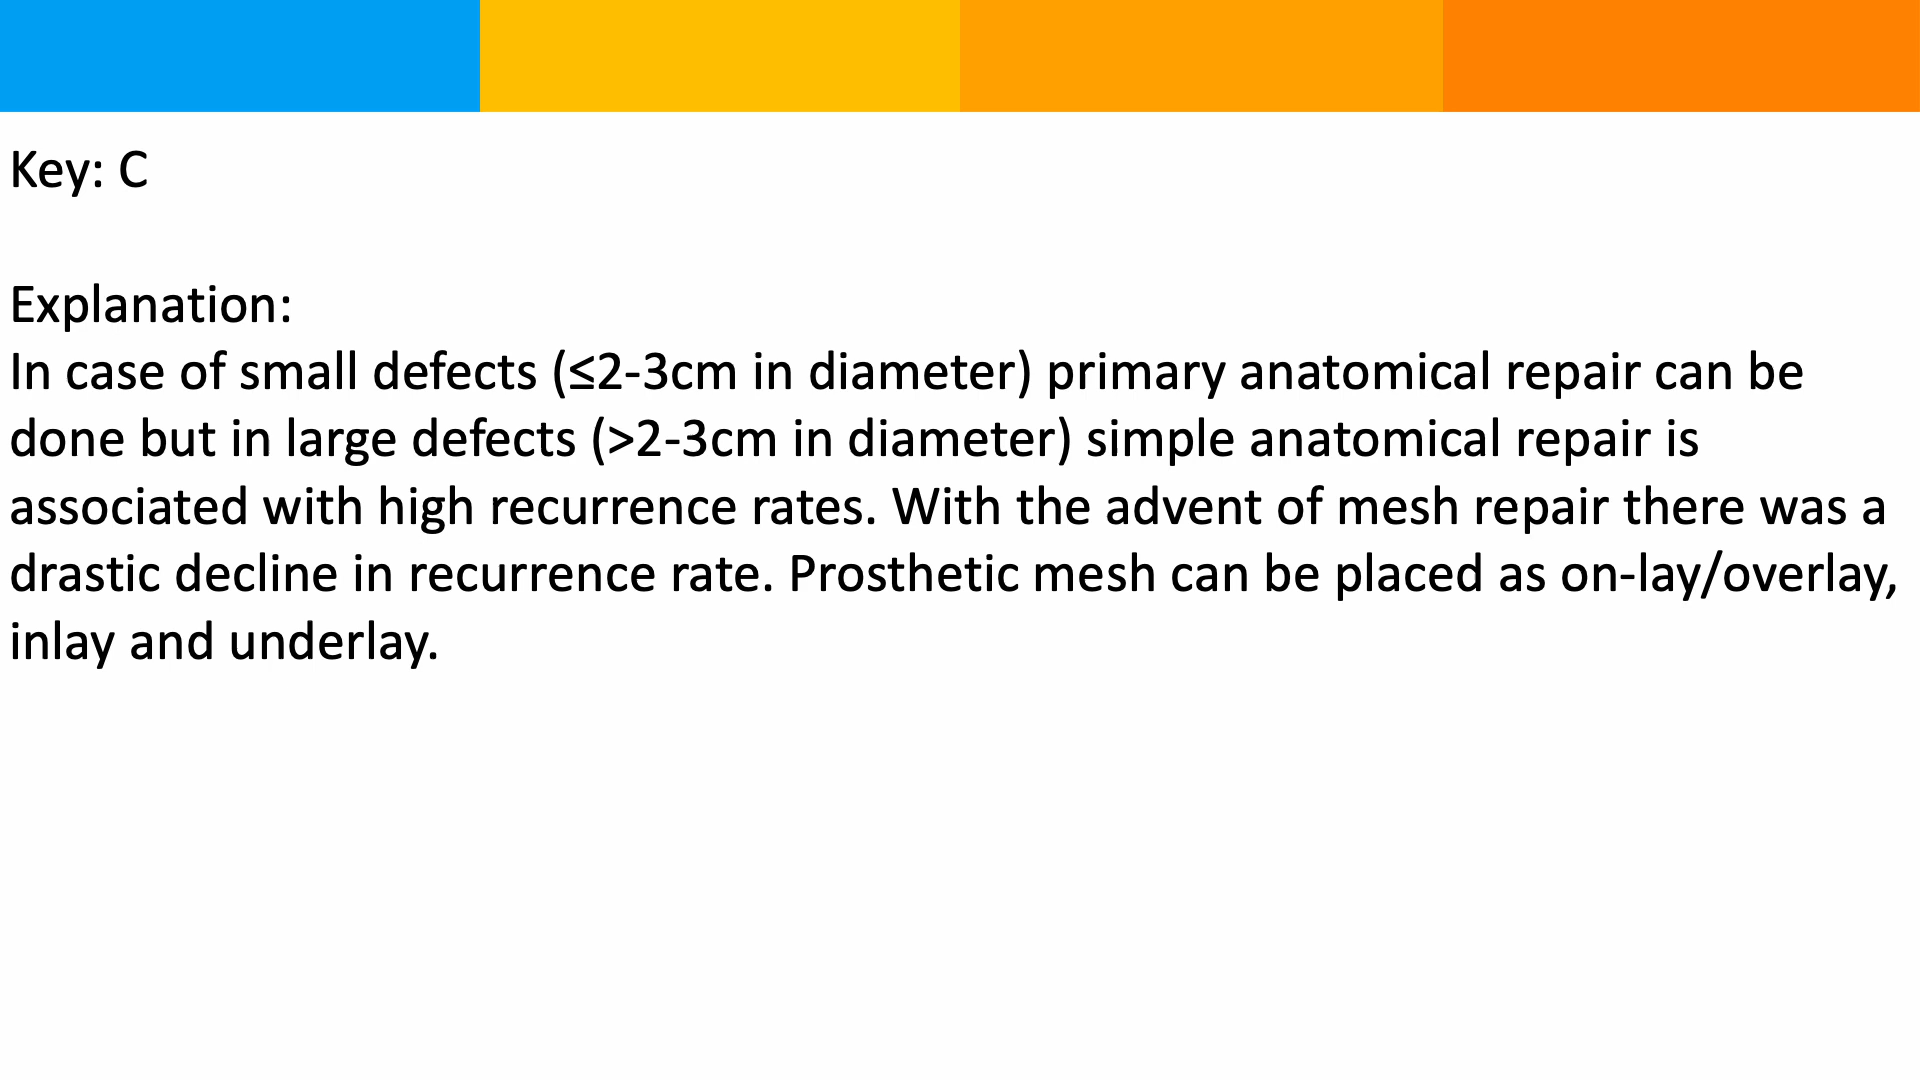 Key: C
Explanation:
In case of small defects (≤2-3cm in diameter) primary anatomical repair can be
done but in large defects (>2-3cm in diameter) simple anatomical repair is
associated with high recurrence rates. With the advent of mesh repair there was a
drastic decline in recurrence rate. Prosthetic mesh can be placed as on-lay/overlay,
inlay and underlay.